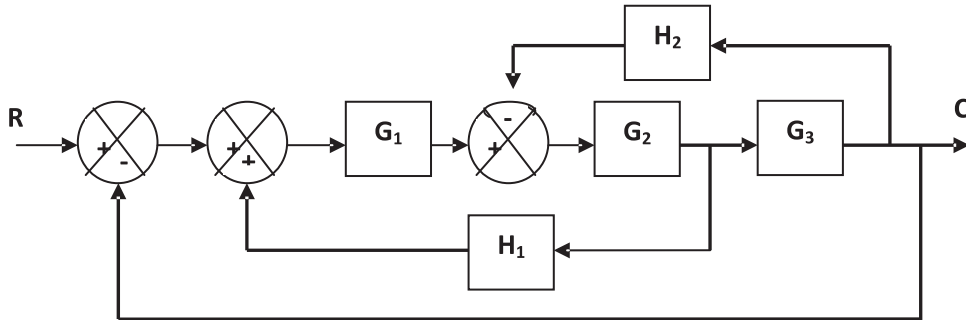 H₂
R
C
G₁
G₂
G₃
+
-
+
+
+
-
H₁